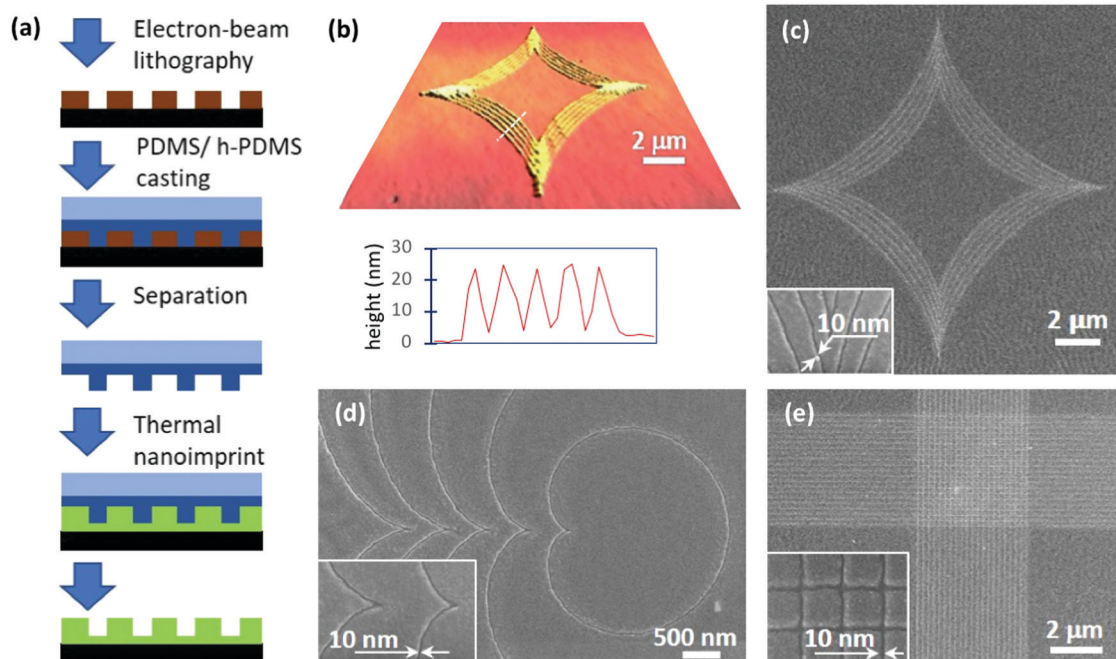 (a)
Electron-beam
lithography
PDMS/ h-PDMS
casting
Separation
Thermal
nanoimprint
(b)
2 μm
height (nm)
30
20
10
0
(c)
10 nm
2 μm
(d)
10 nm
500 nm
(e)
10 nm
2 μm